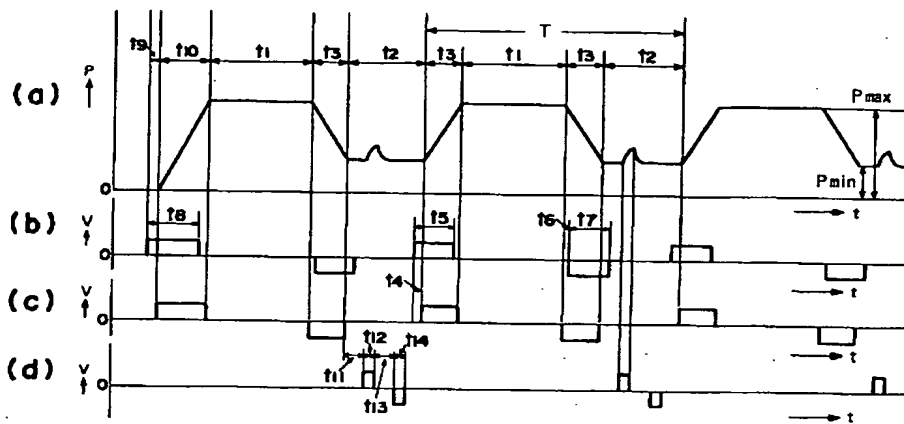 T
t9 t10 t1 t3 t2 t3 t1 t3 t2
(a) P
Pmax
Pmin
0
t
t8 t5 t6 t7
(b) V
0
t
t4
(c) V
0
t
t12 t14
t11
t13
(d) V
0
t